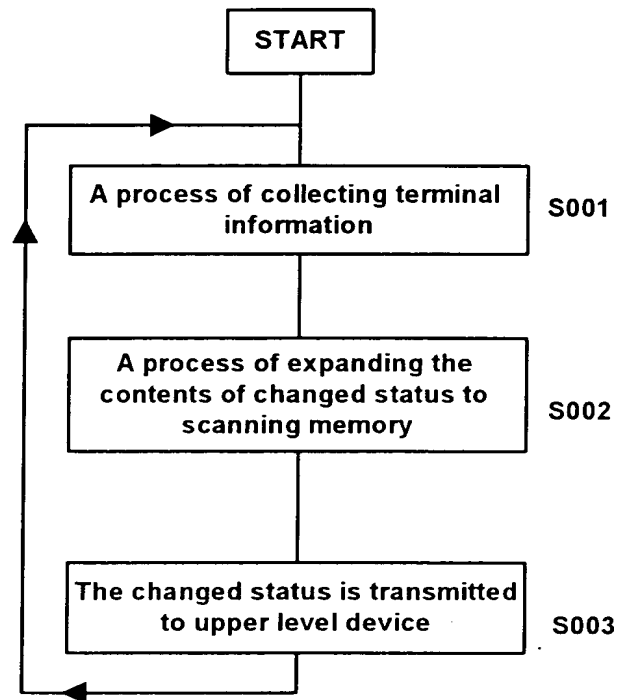 START
A process of collecting terminal
information
S001
A process of expanding the
contents of changed status to
scanning memory
S002
The changed status is transmitted
to upper level device
S003